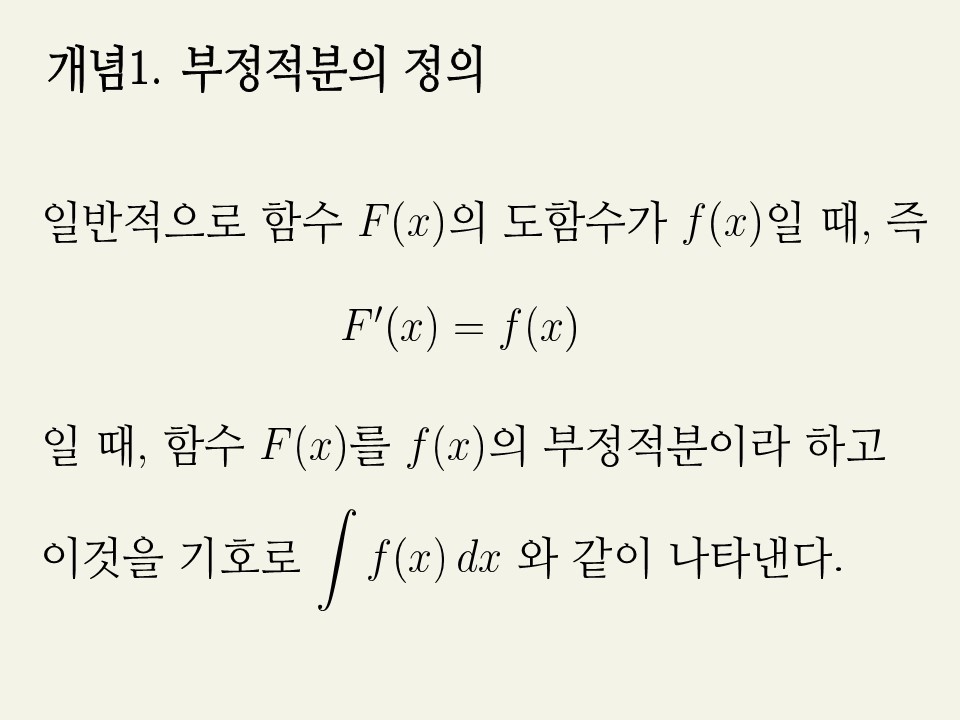 개념1. 부정적분의 정의
일반적으로 함수 F(x)의 도함수가 f(x)일 때, 즉
F′(x) = f(x)
일 때, 함수 F(x)를 f(x)의 부정적분이라 하고
이것을 기호로 ∫ f(x) dx 와 같이 나타낸다.